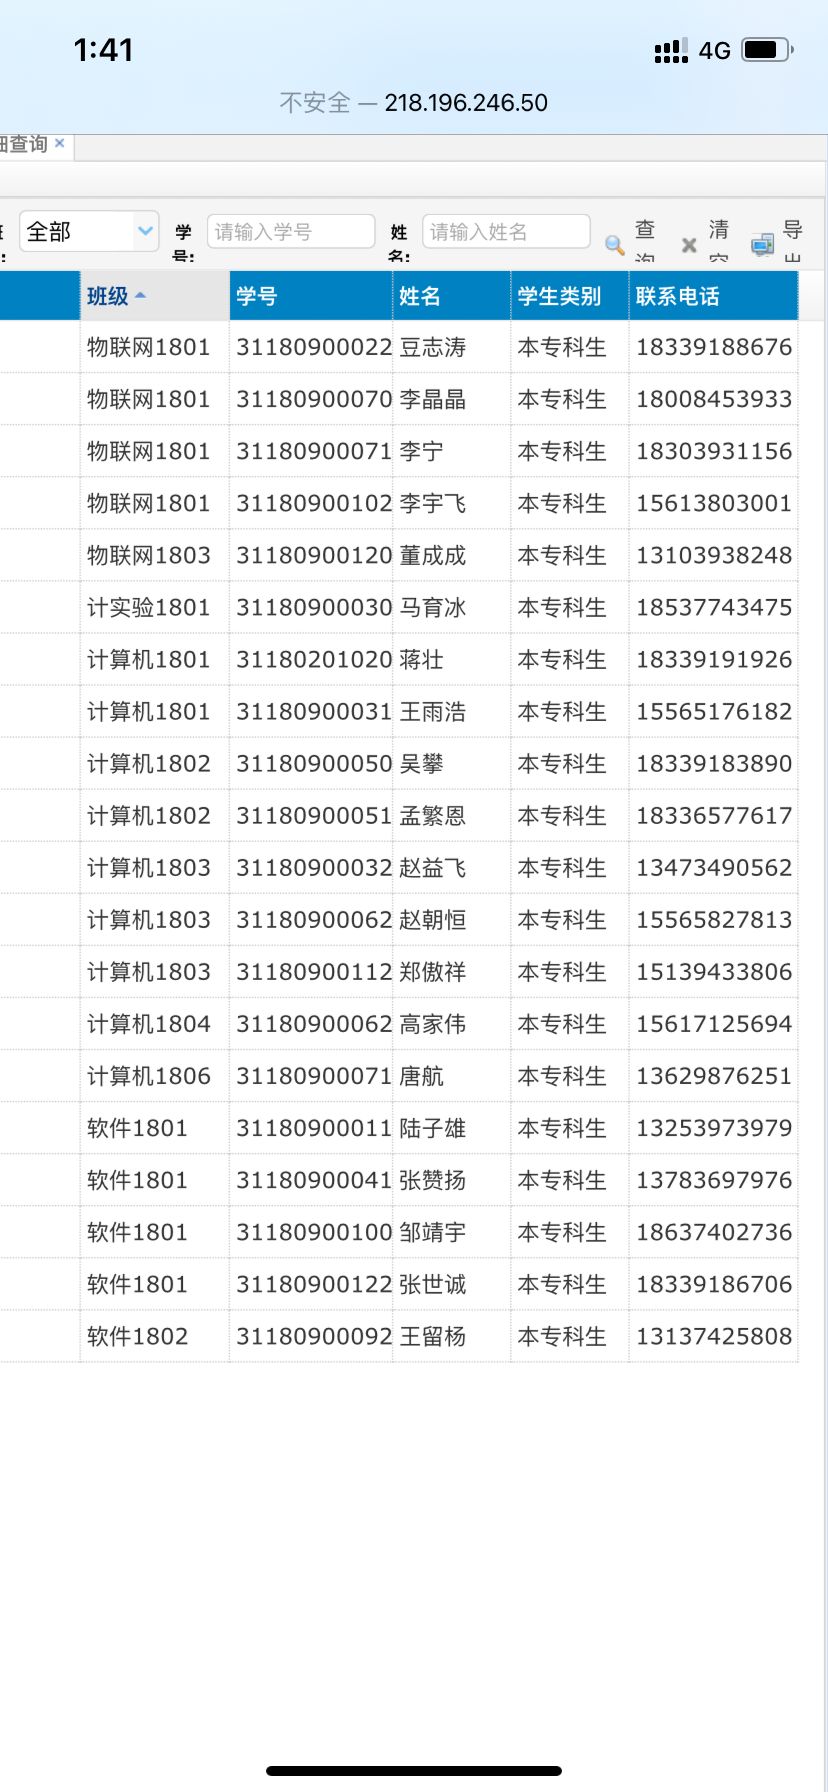 1:41 4G
不安全 — 218.196.246.50
细查询 ×
全部 学号: 请输入学号 姓名: 请输入姓名 查询 清空 导出
班级 学号 姓名 学生类别 联系电话
物联网1801 31180900022 豆志涛 本专科生 18339188676
物联网1801 31180900070 李晶晶 本专科生 18008453933
物联网1801 31180900071 李宁 本专科生 18303931156
物联网1801 31180900102 李宇飞 本专科生 15613803001
物联网1803 31180900120 董成成 本专科生 13103938248
计实验1801 31180900030 马育冰 本专科生 18537743475
计算机1801 31180201020 蒋壮 本专科生 18339191926
计算机1801 31180900031 王雨浩 本专科生 15565176182
计算机1802 31180900050 吴攀 本专科生 18339183890
计算机1802 31180900051 孟繁恩 本专科生 18336577617
计算机1803 31180900032 赵益飞 本专科生 13473490562
计算机1803 31180900062 赵朝恒 本专科生 15565827813
计算机1803 31180900112 郑傲祥 本专科生 15139433806
计算机1804 31180900062 高家伟 本专科生 15617125694
计算机1806 31180900071 唐航 本专科生 13629876251
软件1801 31180900011 陆子雄 本专科生 13253973979
软件1801 31180900041 张赞扬 本专科生 13783697976
软件1801 31180900100 邹靖宇 本专科生 18637402736
软件1801 31180900122 张世诚 本专科生 18339186706
软件1802 31180900092 王留杨 本专科生 13137425808